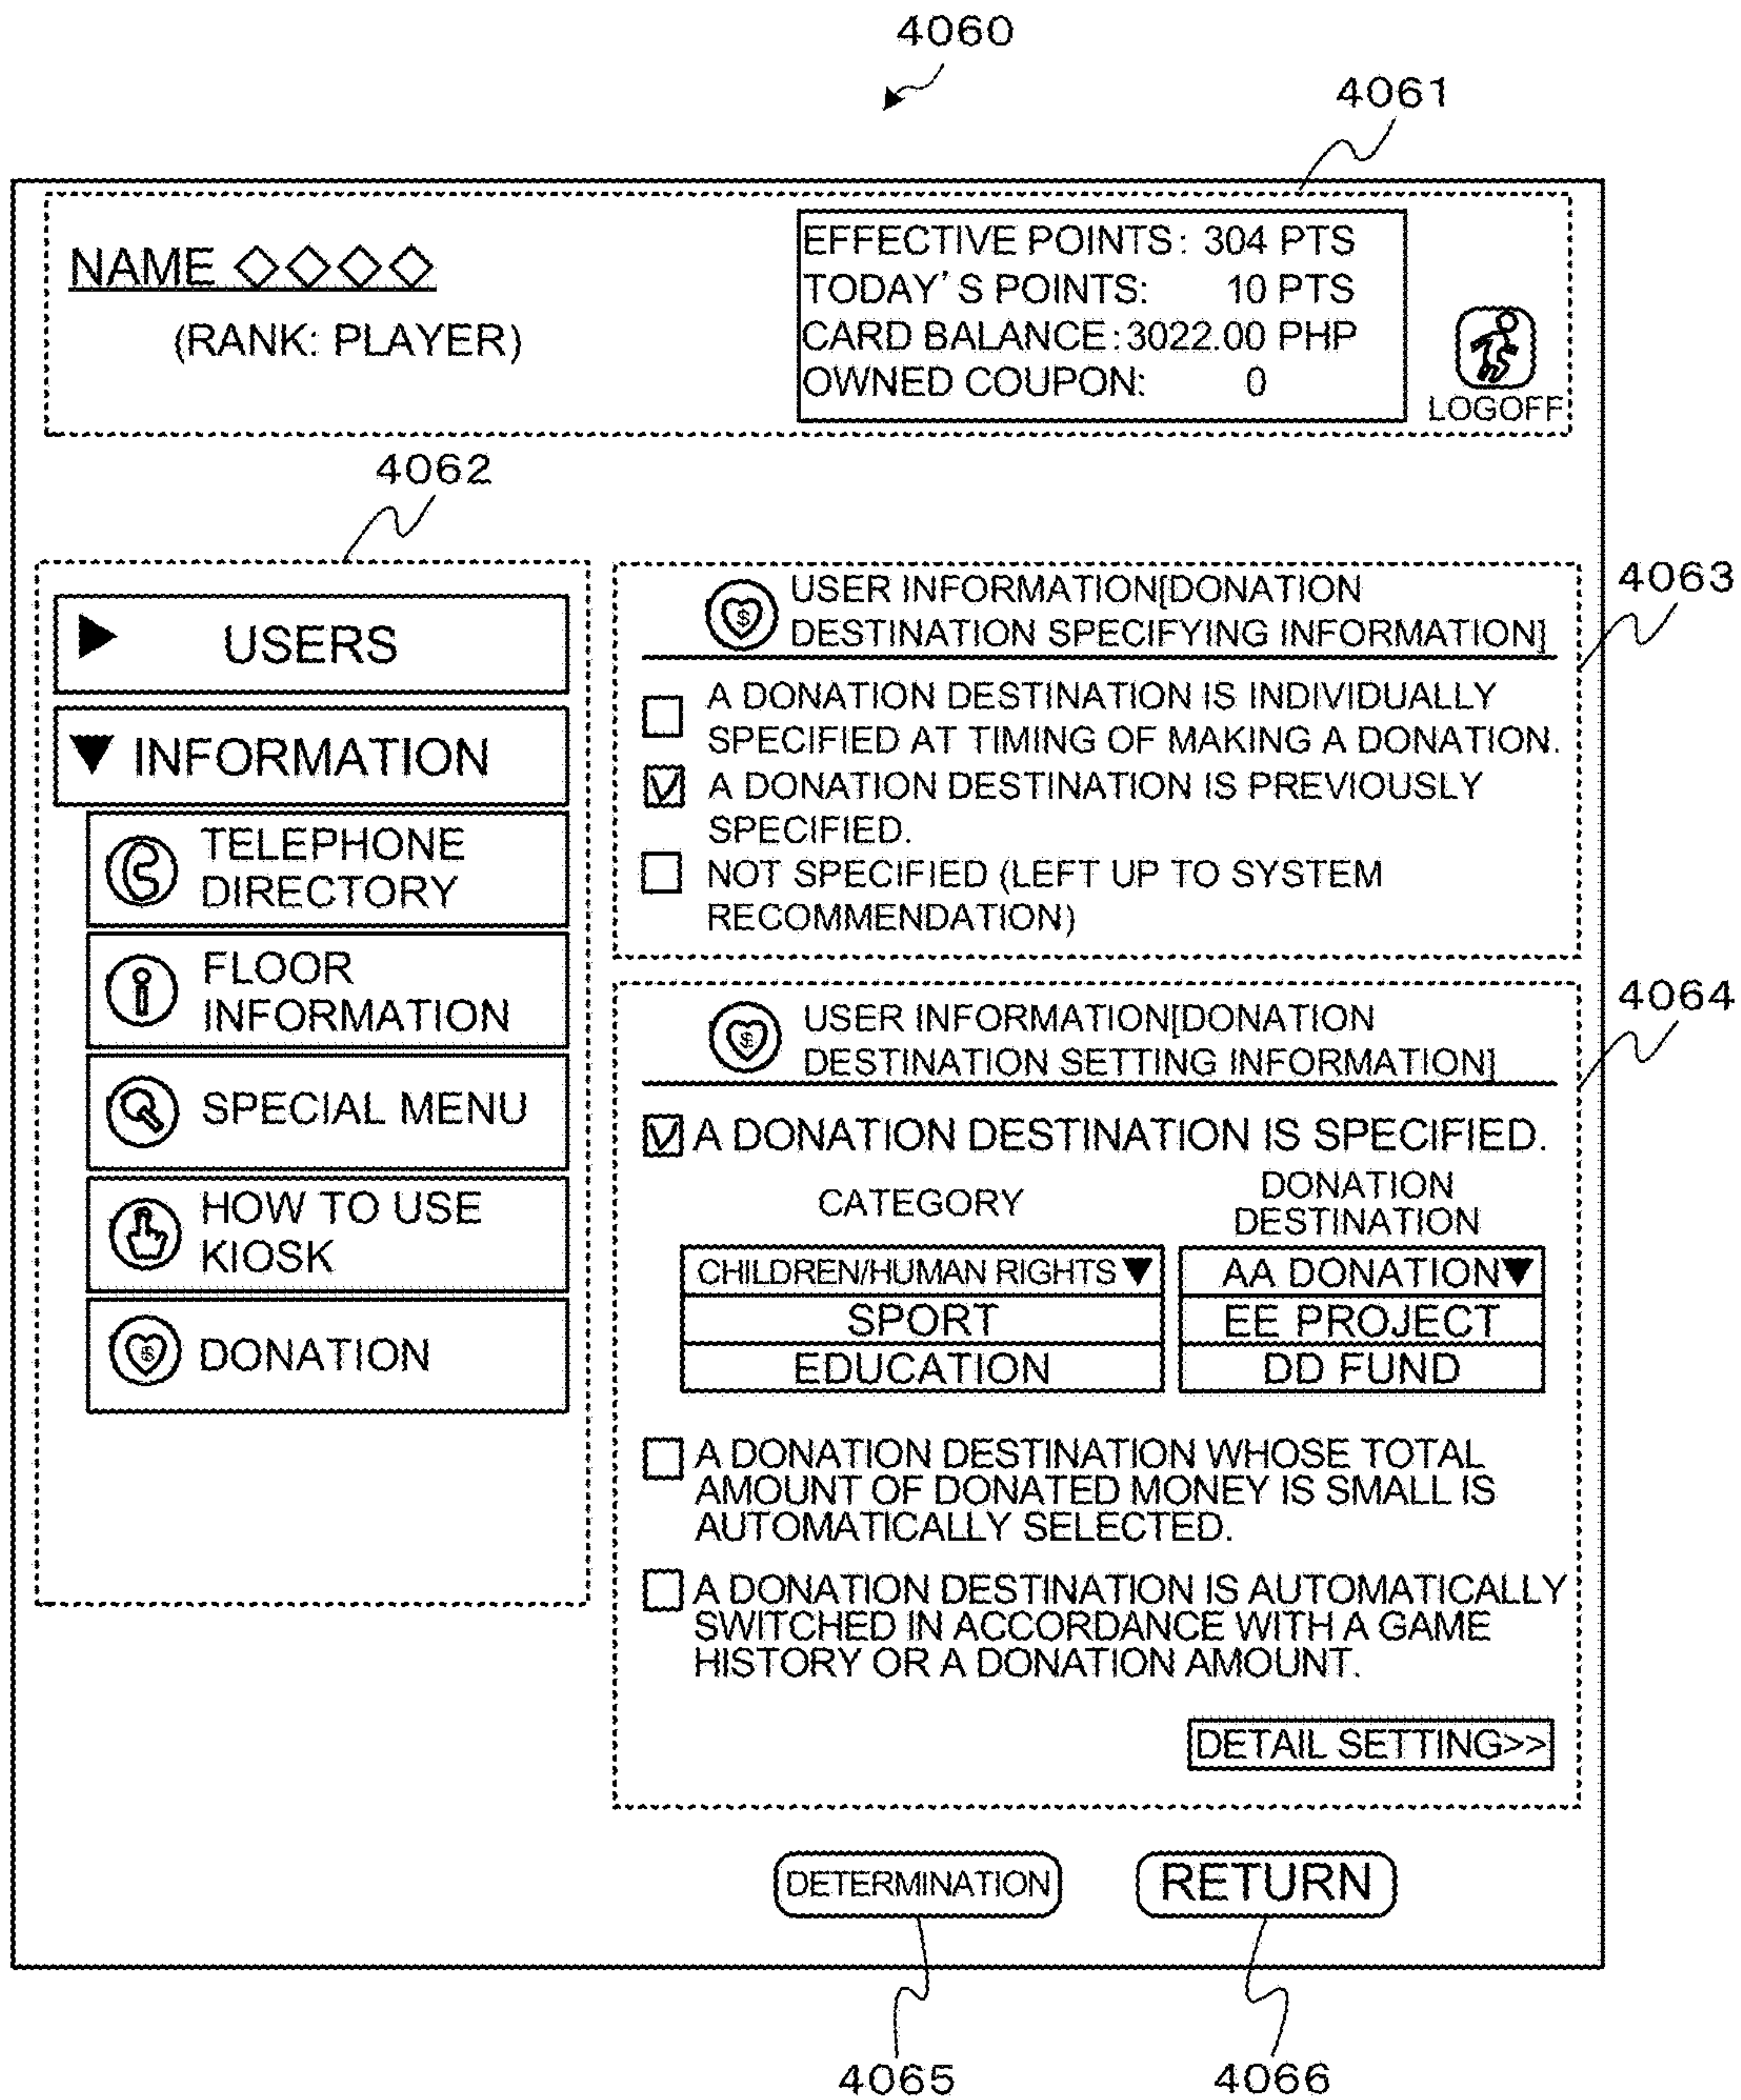 4060
4061
NAME ◇◇◇◇
(RANK: PLAYER)
EFFECTIVE POINTS: 304 PTS
TODAY'S POINTS: 10 PTS
CARD BALANCE:3022.00 PHP
OWNED COUPON: 0
LOGOFF
4062
▶ USERS
▼ INFORMATION
TELEPHONE
DIRECTORY
FLOOR
INFORMATION
SPECIAL MENU
HOW TO USE
KIOSK
$ DONATION
4063
$ USER INFORMATION[DONATION
DESTINATION SPECIFYING INFORMATION]
A DONATION DESTINATION IS INDIVIDUALLY
SPECIFIED AT TIMING OF MAKING A DONATION.
A DONATION DESTINATION IS PREVIOUSLY
SPECIFIED.
NOT SPECIFIED (LEFT UP TO SYSTEM
RECOMMENDATION)
4064
$ USER INFORMATION[DONATION
DESTINATION SETTING INFORMATION]
A DONATION DESTINATION IS SPECIFIED.
CATEGORY
DONATION
DESTINATION
CHILDREN/HUMAN RIGHTS ▼
AA DONATION▼
SPORT
EE PROJECT
EDUCATION
DD FUND
A DONATION DESTINATION WHOSE TOTAL
AMOUNT OF DONATED MONEY IS SMALL IS
AUTOMATICALLY SELECTED.
A DONATION DESTINATION IS AUTOMATICALLY
SWITCHED IN ACCORDANCE WITH A GAME
HISTORY OR A DONATION AMOUNT.
DETAIL SETTING>>
DETERMINATION
RETURN
4065
4066